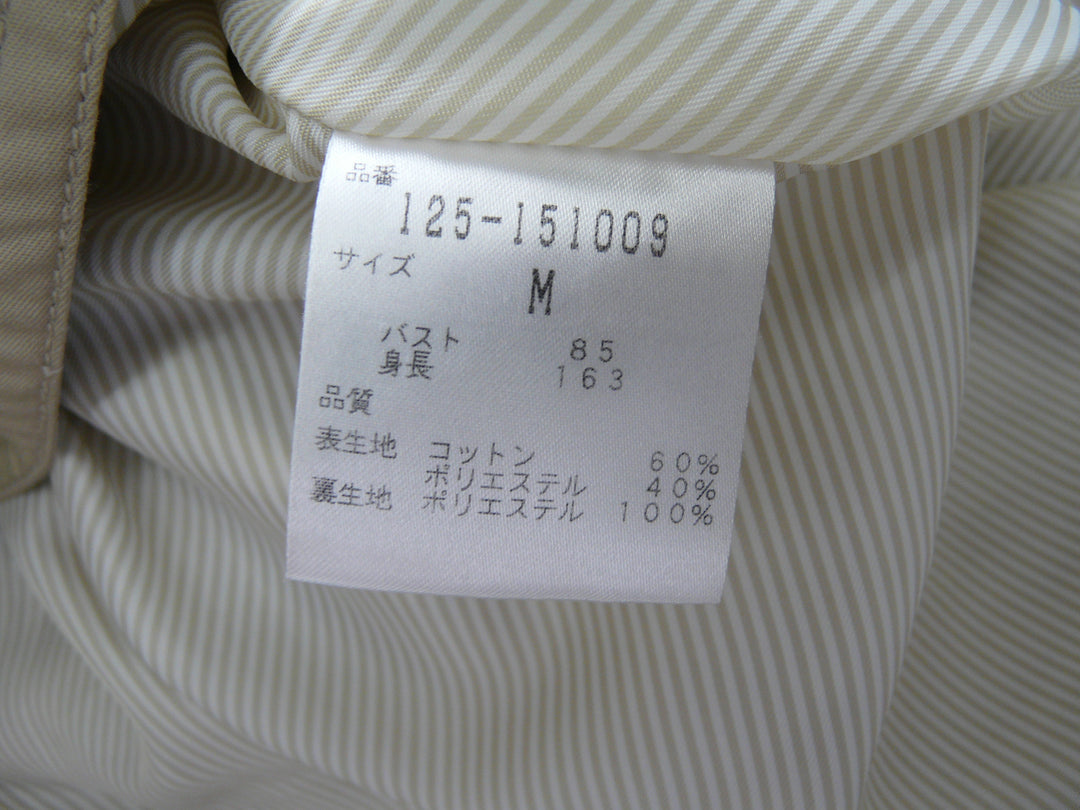 品番
125-151009
サイズ
M
バスト 85
身長 163
品質
表生地 コットン 60%
ポリエステル 40%
裏生地 ポリエステル 100%